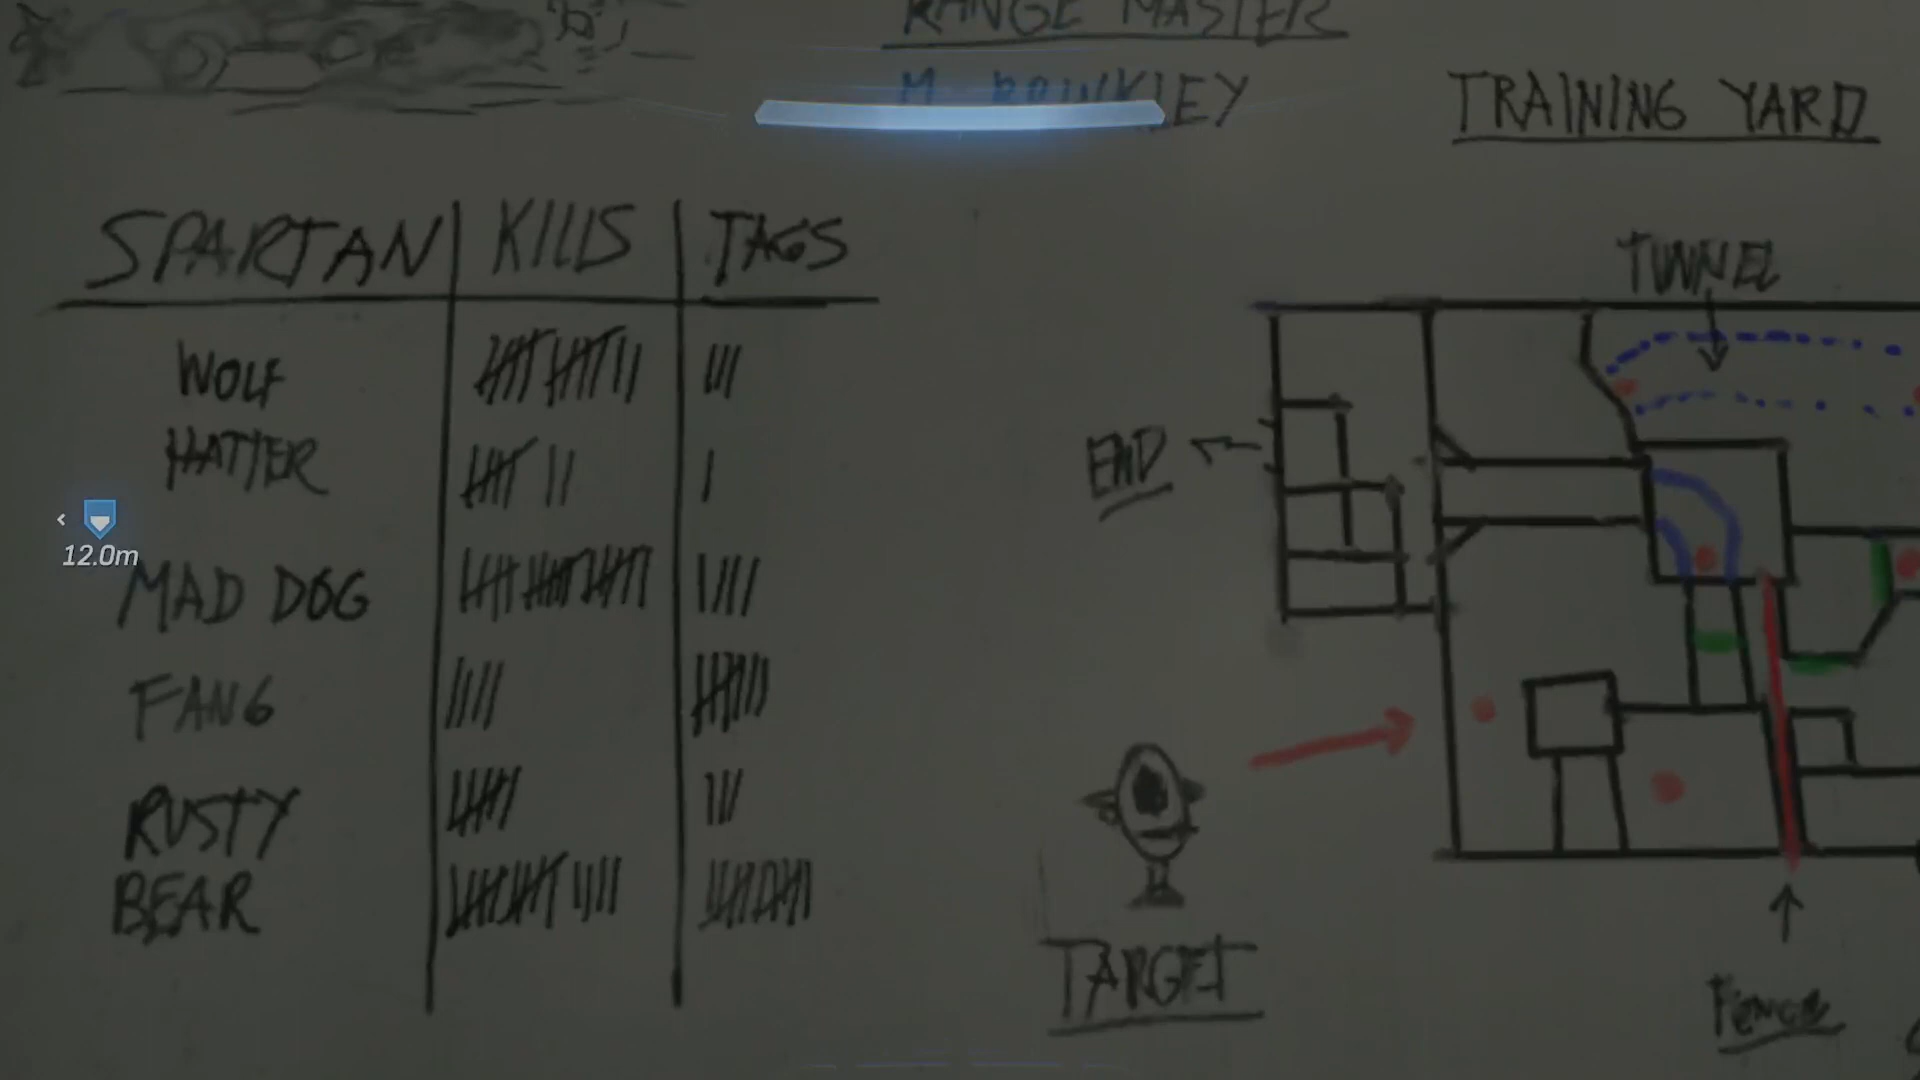 RANGE MASTER
M. BRINKLEY
TRAINING YARD
SPARTAN KILLS TAGS
WOLF
HATTER
MAD DOG
FANG
RUSTY
BEAR
TUNNEL
END
TARGET
FENCE
12.0m